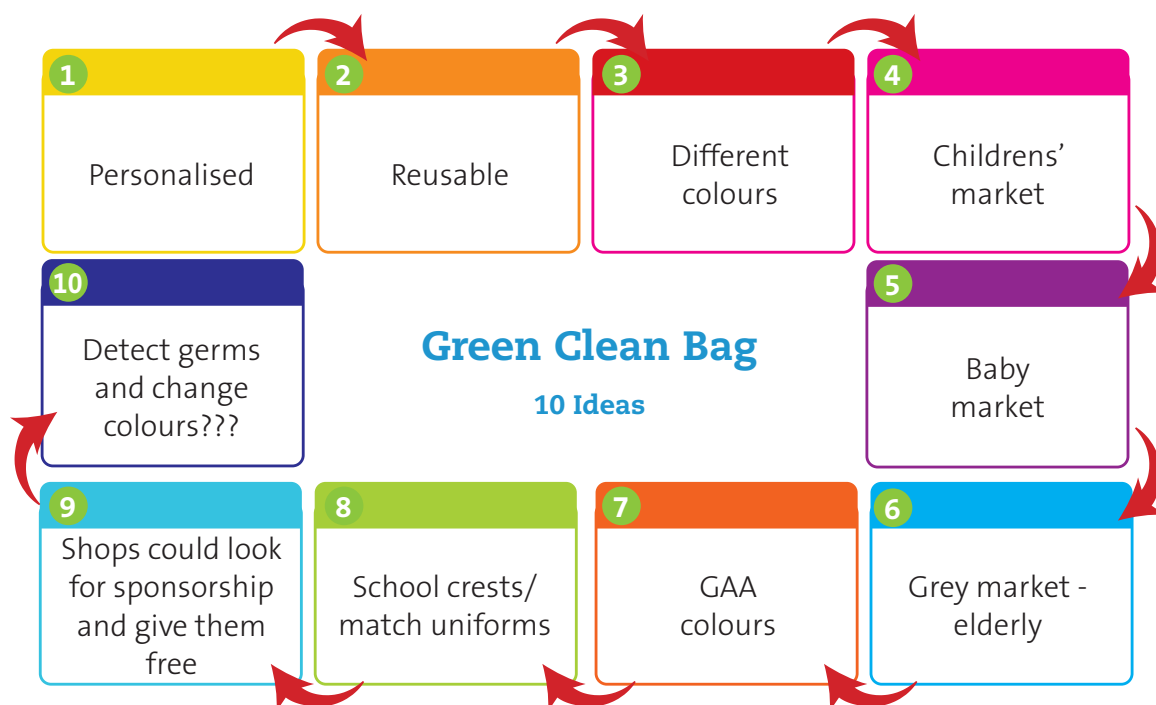 1
Personalised
2
Reusable
3
Different
colours
4
Childrens’
market
5
Baby
market
6
Grey market -
elderly
7
GAA
colours
8
School crests/
match uniforms
9
Shops could look
for sponsorship
and give them
free
10
Detect germs
and change
colours???
Green Clean Bag
10 Ideas